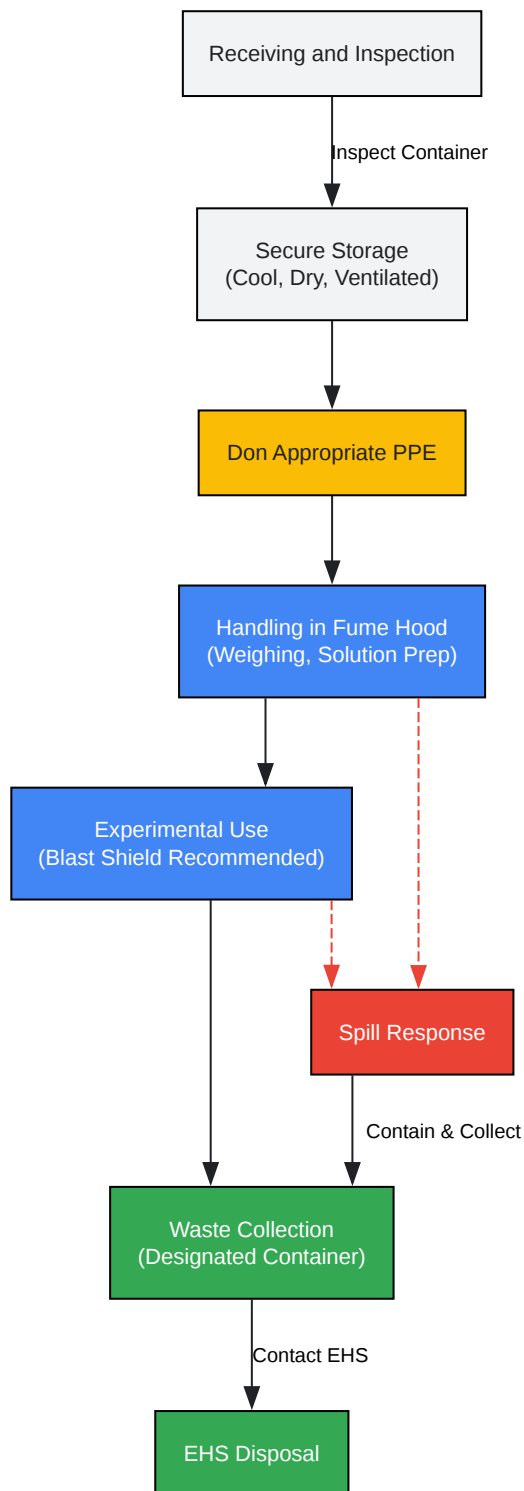 Receiving and Inspection
Inspect Container
Secure Storage
(Cool, Dry, Ventilated)
Don Appropriate PPE
Handling in Fume Hood
(Weighing, Solution Prep)
Experimental Use
(Blast Shield Recommended)
Spill Response
Contain & Collect
Waste Collection
(Designated Container)
Contact EHS
EHS Disposal